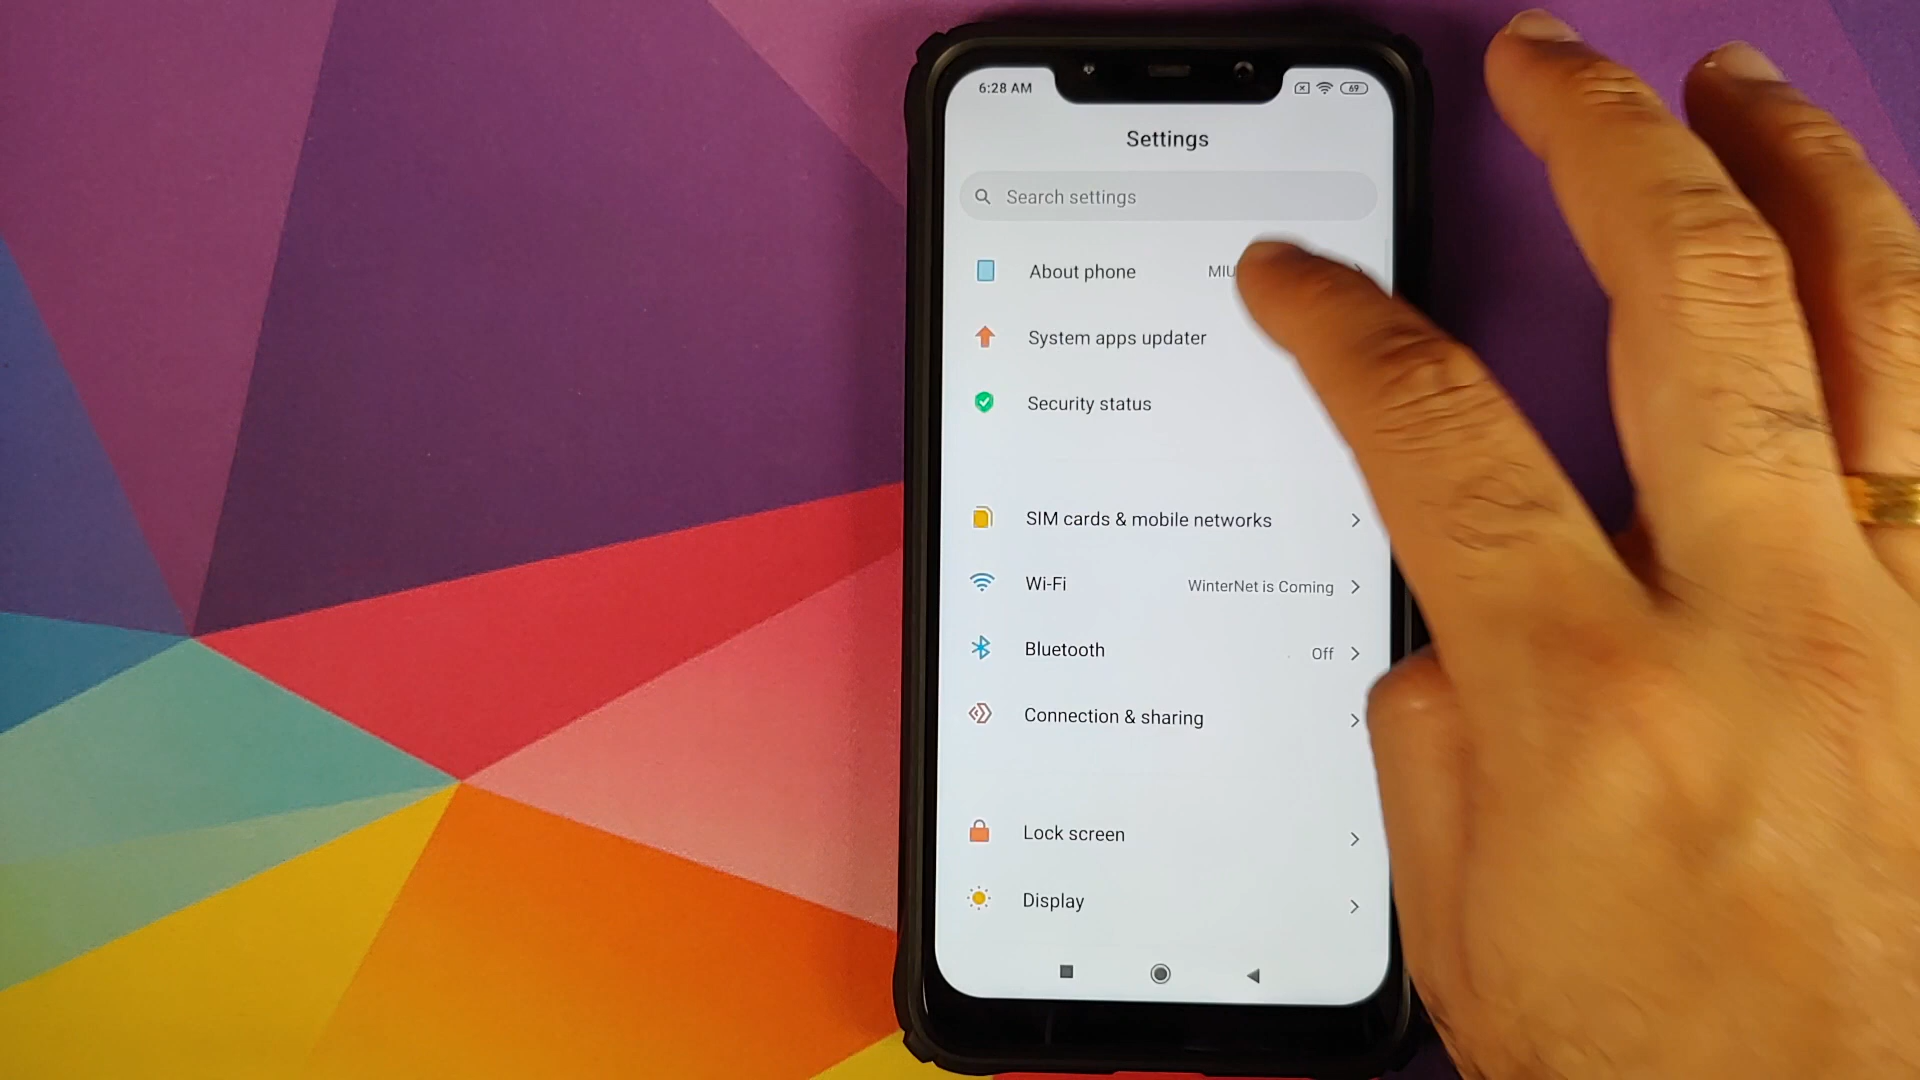 6:28 AM 69
Settings
Search settings
About phone MIU
System apps updater
Security status
SIM cards & mobile networks
Wi-Fi WinterNet is Coming
Bluetooth Off
Connection & sharing
Lock screen
Display